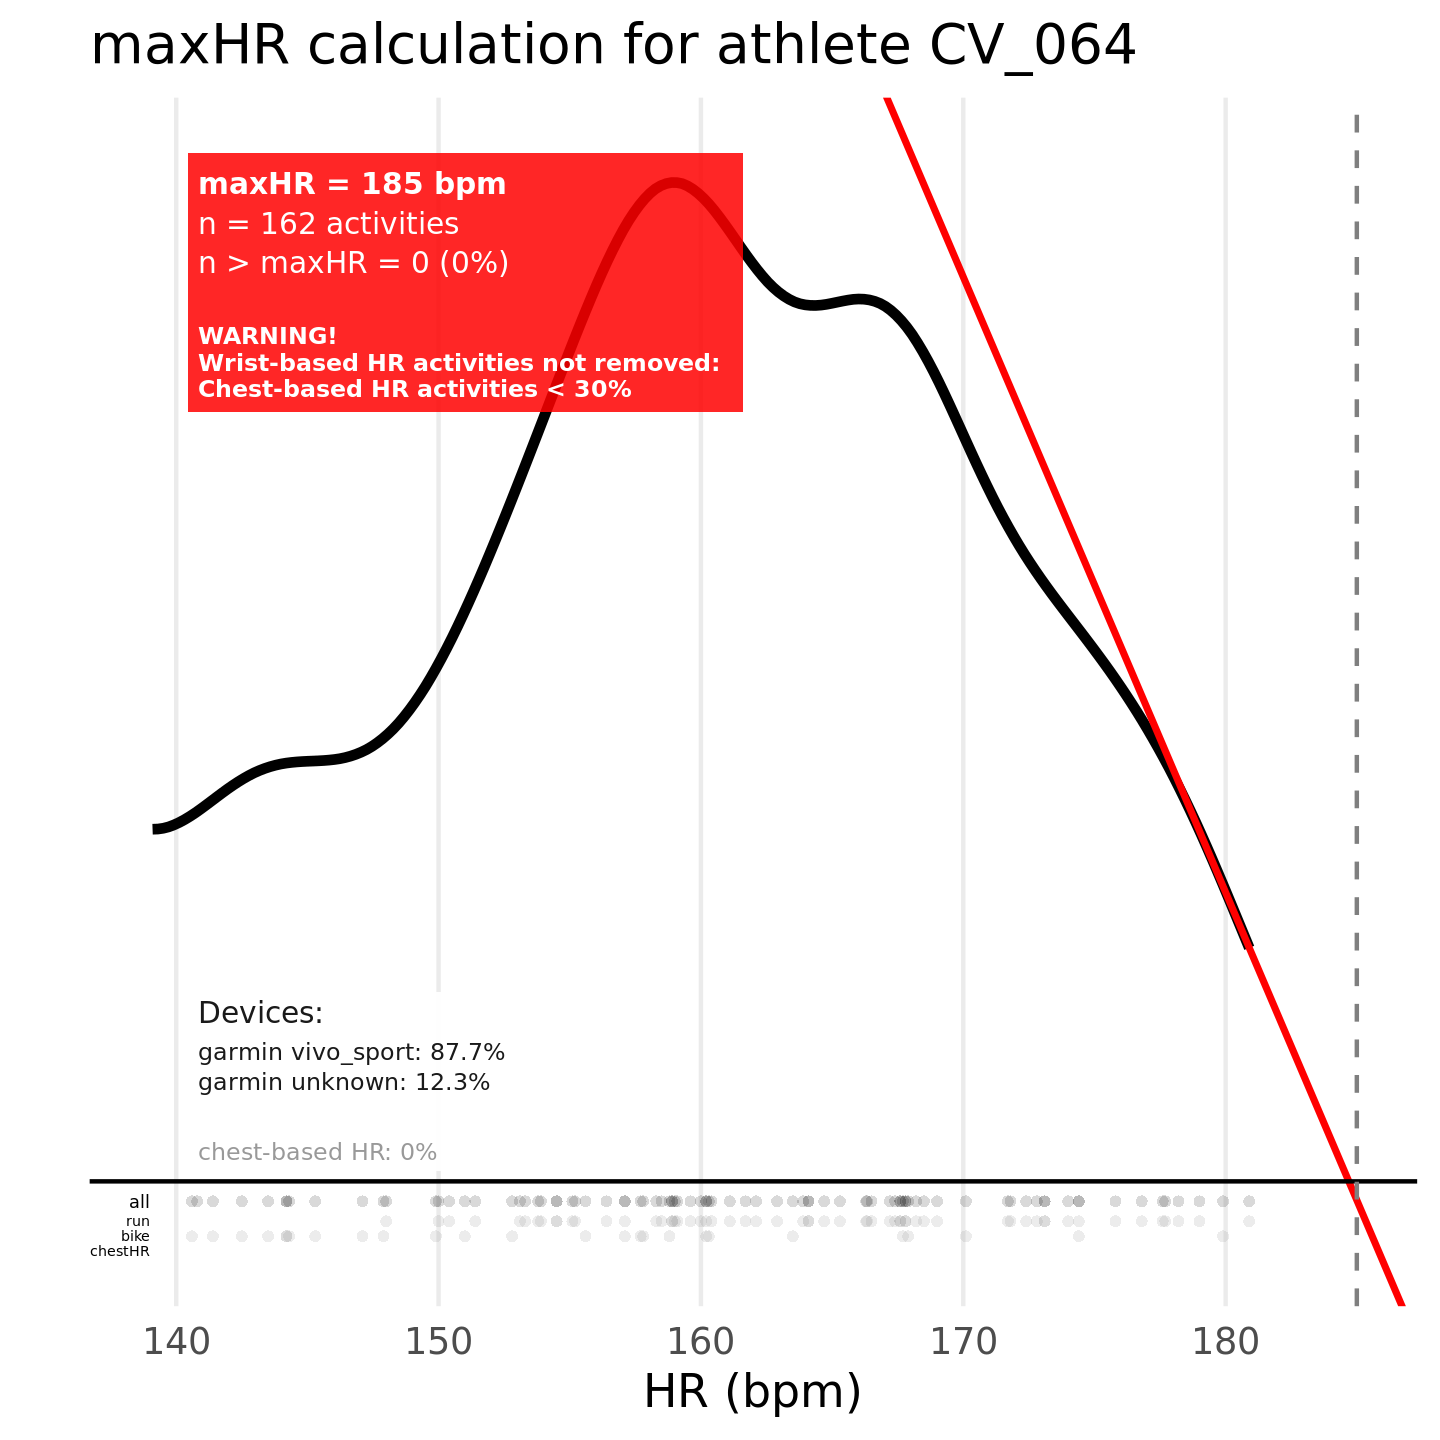 maxHR calculation for athlete CV_064
maxHR = 185 bpm
n = 162 activities
n > maxHR = 0 (0%)
WARNING!
Wrist-based HR activities not removed:
Chest-based HR activities < 30%
Devices:
garmin vivo_sport: 87.7%
garmin unknown: 12.3%
chest-based HR: 0%
all
run
bike
chestHR
140 150 160 170 180
HR (bpm)